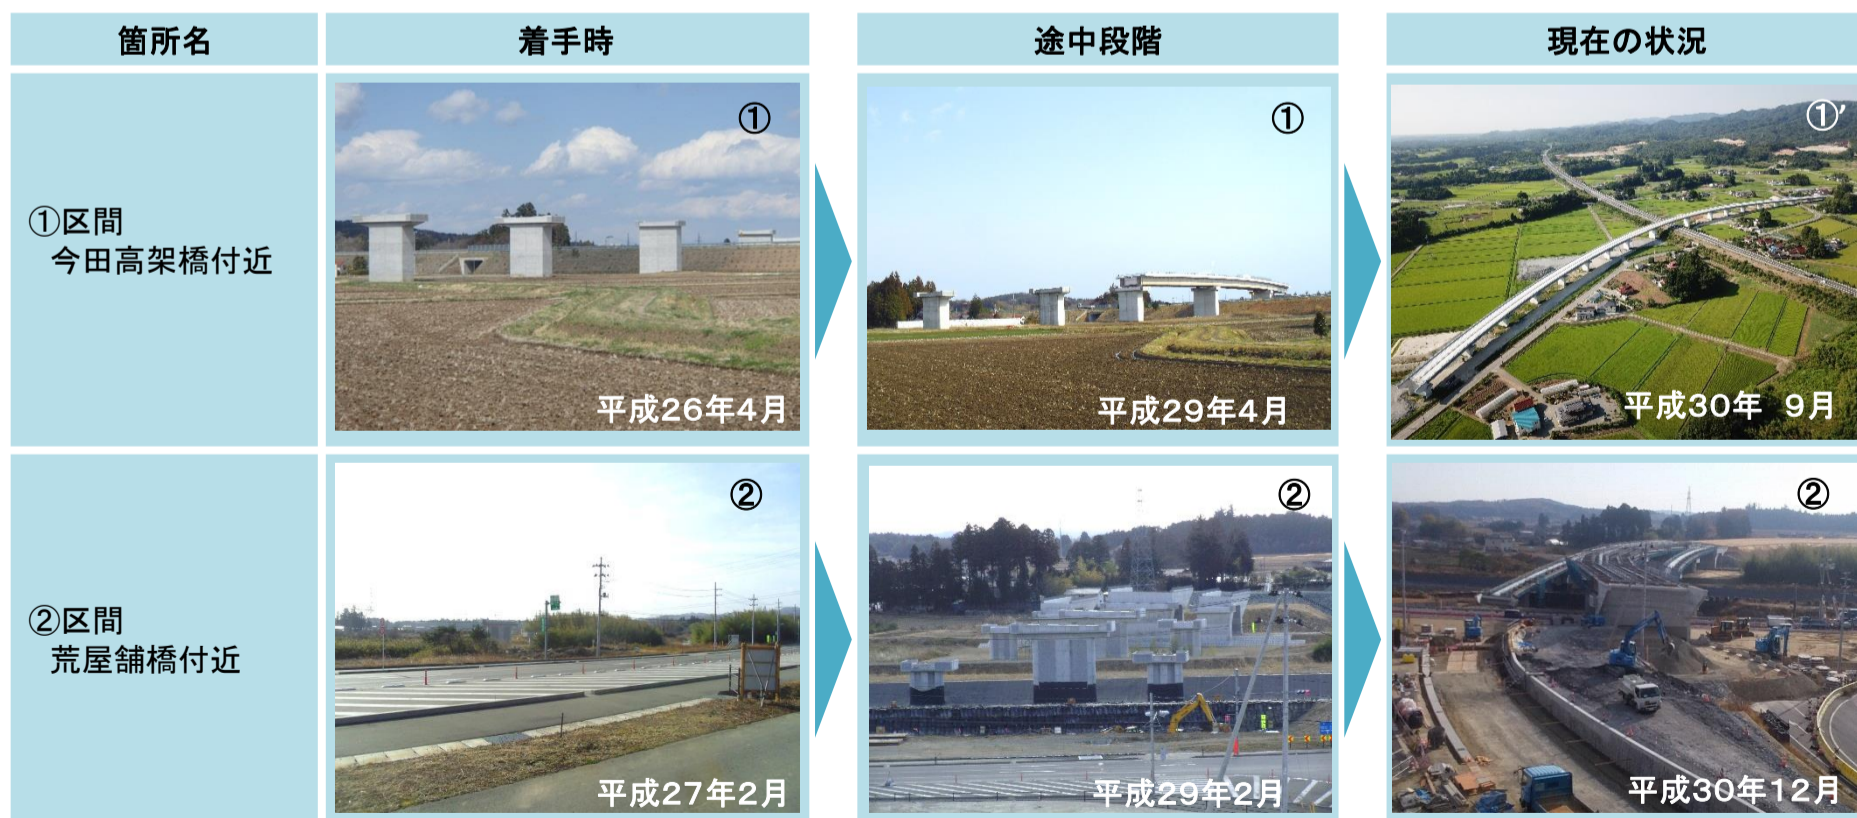 箇所名
着手時
途中段階
現在の状況
①区間
今田高架橋付近
①
平成26年4月
①
平成29年4月
①’
平成30年 9月
②区間
荒屋舗橋付近
②
平成27年2月
②
平成29年2月
②
平成30年12月